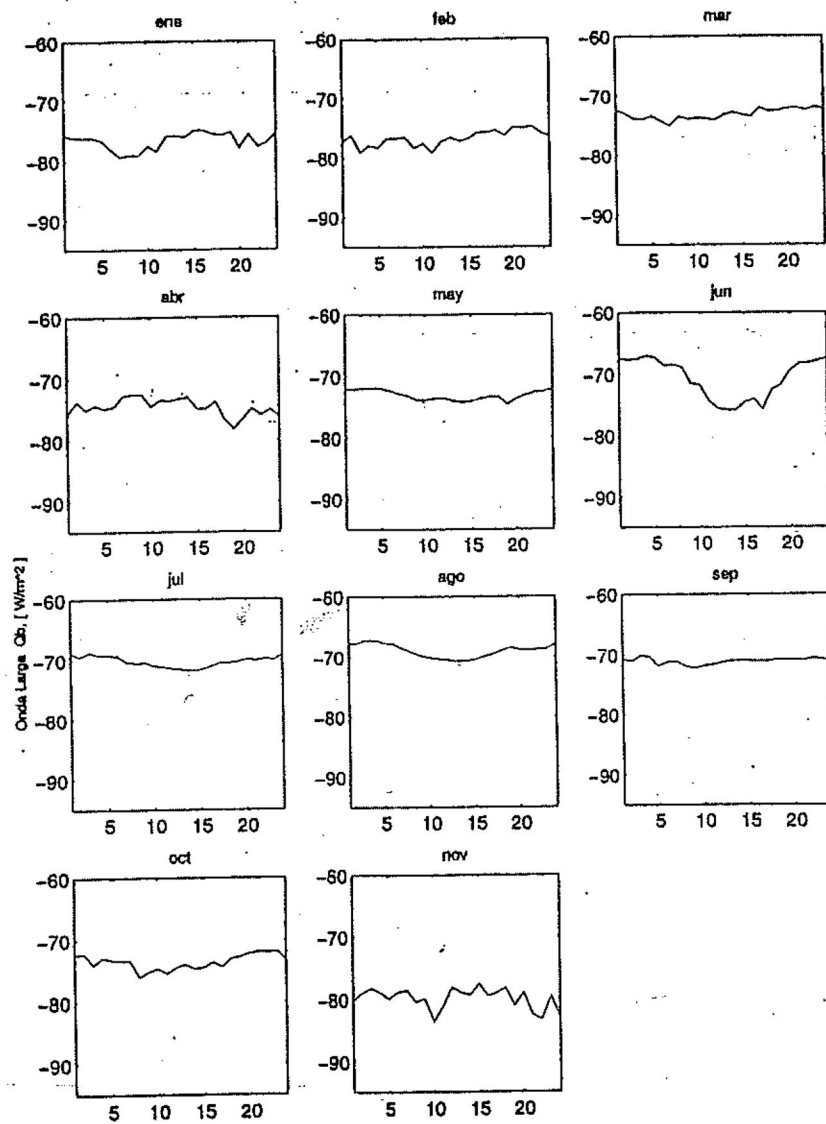 ene feb mar
-60 -60 -60
-70 -70 -70
-80 -80 -80
-90 -90 -90
5 10 15 20 5 10 15 20 5 10 15 20
abr may jun
-60 -60 -60
-70 -70 -70
-80 -80 -80
-90 -90 -90
5 10 15 20 5 10 15 20 5 10 15 20
Onda Larga Qb, [ W/m^2 ]
jul ago sep
-60 -60 -60
-70 -70 -70
-80 -80 -80
-90 -90 -90
5 10 15 20 5 10 15 20 5 10 15 20
oct nov
-60 -60
-70 -70
-80 -80
-90 -90
5 10 15 20 5 10 15 20